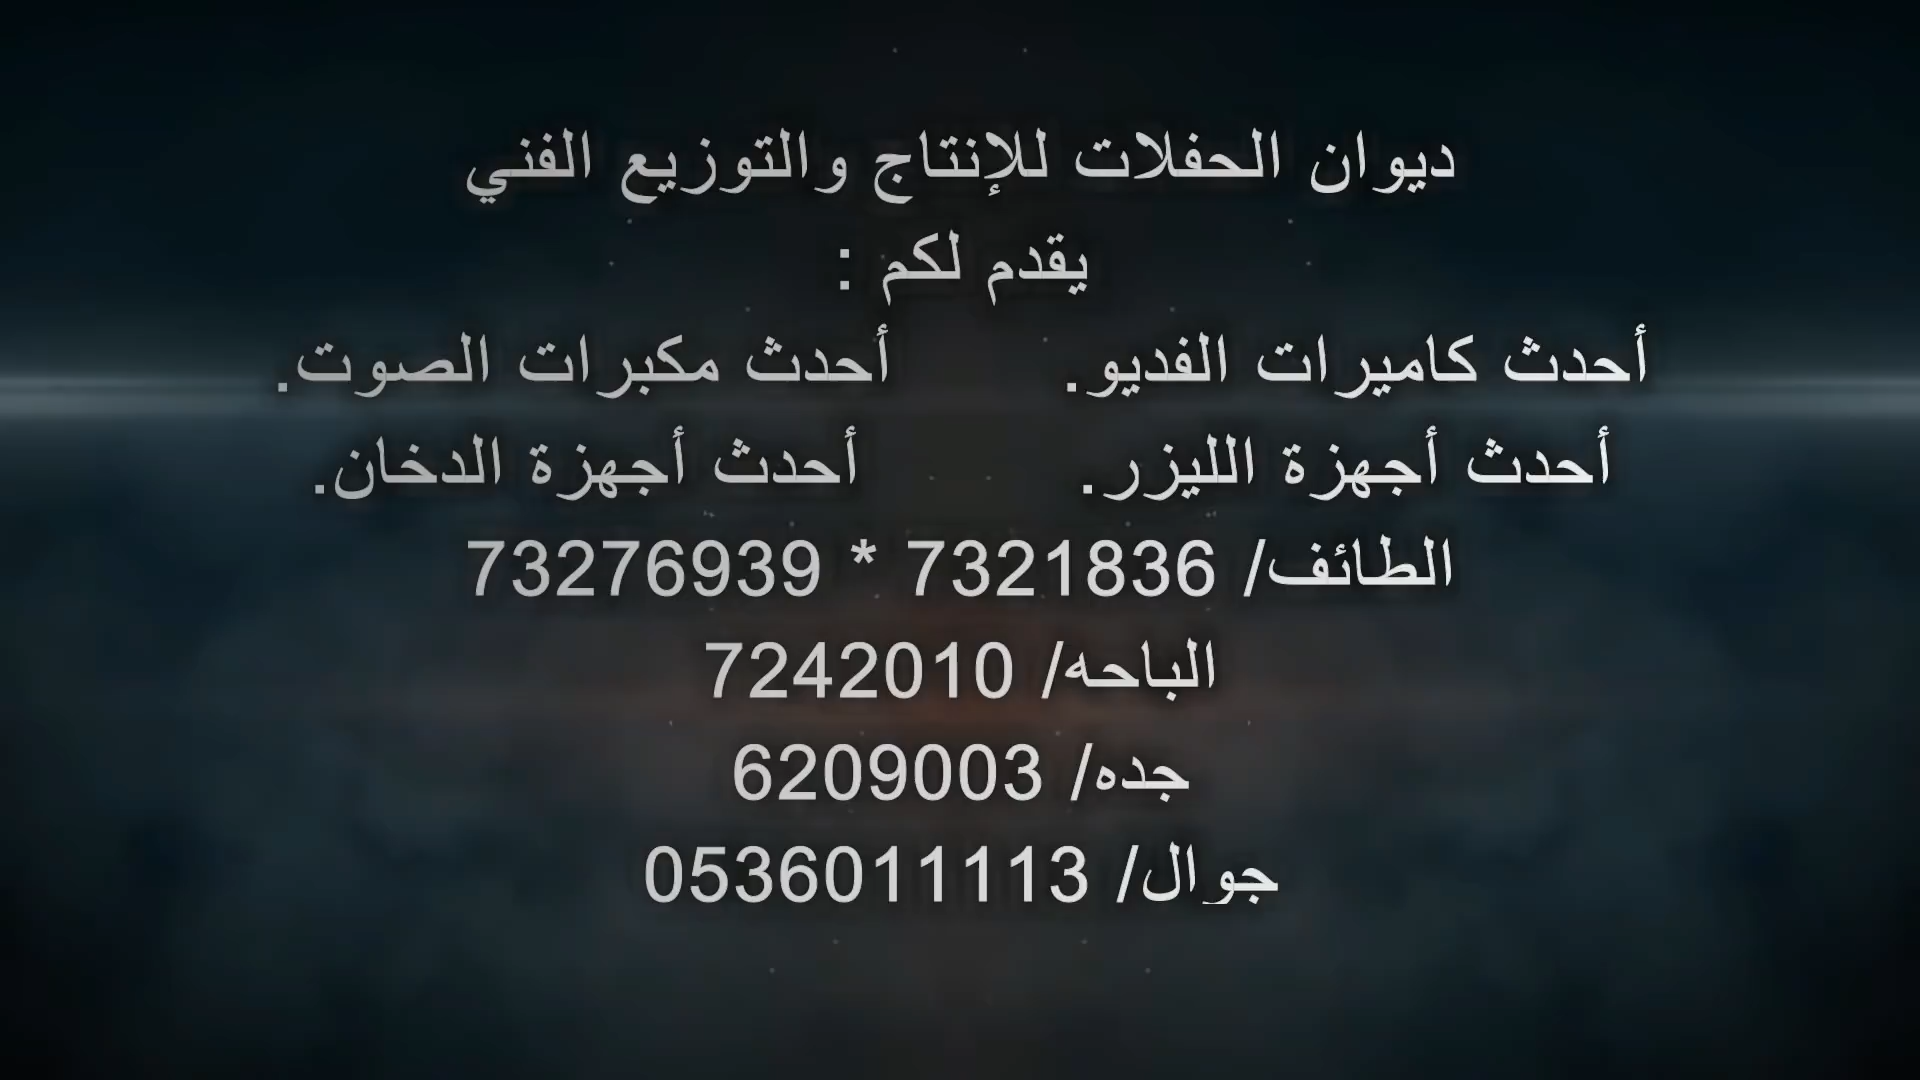 ديوان الحفلات للإنتاج والتوزيع الفني
يقدم لكم :
أحدث كاميرات الفديو. أحدث مكبرات الصوت.
أحدث أجهزة الليزر. أحدث أجهزة الدخان.
الطائف/ 7321836 * 73276939
الباحه/ 7242010
جده/ 6209003
جوال/ 0536011113